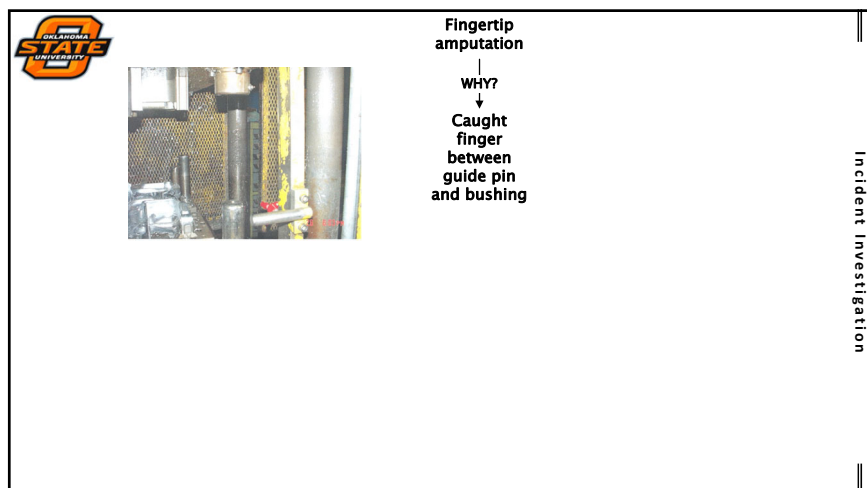 OKLAHOMA
STATE
UNIVERSITY
Fingertip
amputation
WHY?
Caught
finger
between
guide pin
and bushing
Incident Investigation